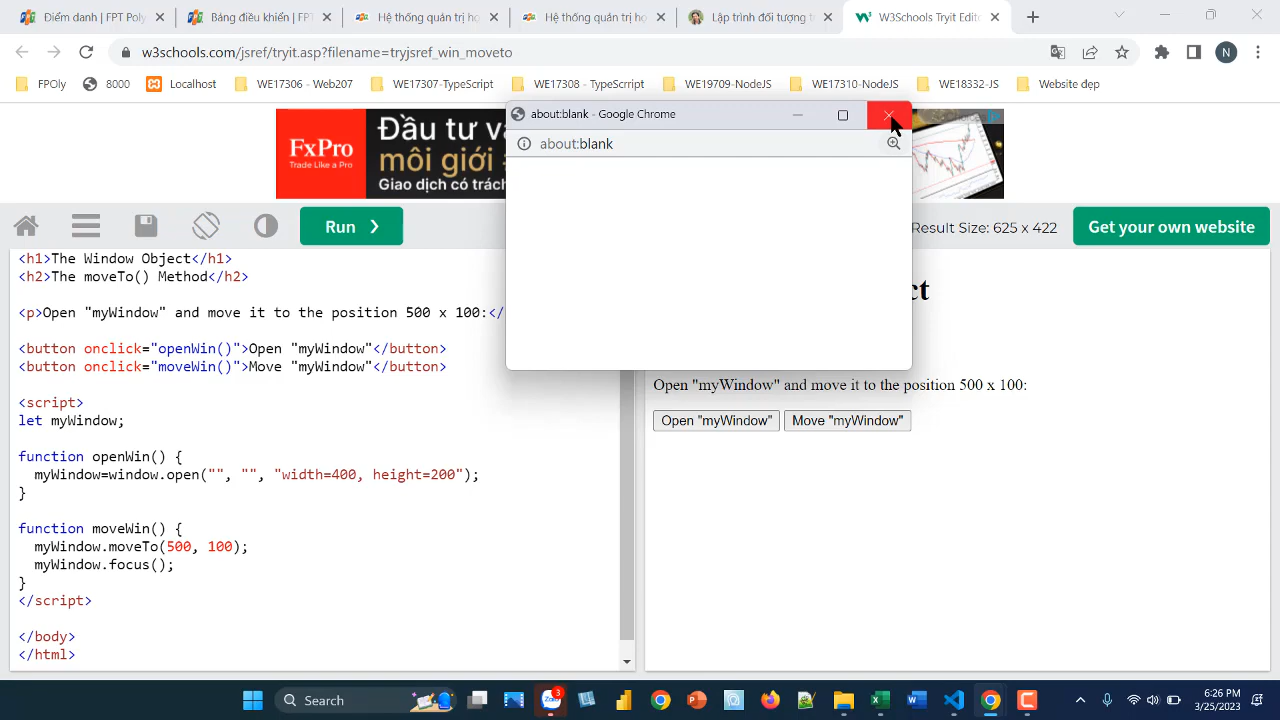 Điểm danh | FPT Poly
Bảng điều khiển | FPT
Hệ thống quản trị họ
Hệ thống quản trị họ
Lập trình đối tượng t
W3Schools Tryit Edit
w3schools.com/jsref/tryit.asp?filename=tryjsref_win_moveto
N
FPOly
8000
Localhost
WE17306 - Web207
WE17307-TypeScript
WE17308 - TypeScript
WE19709-NodeJS
WE17310-NodeJS
WE18332-JS
Website đẹp
FxPro
Trade Like a Pro
Đầu tư v
môi giới
Giao dịch có trách
about:blank - Google Chrome
about:blank
Run ❯
Result Size: 625 x 422
Get your own website
<h1>The Window Object</h1>
<h2>The moveTo() Method</h2>
<p>Open "myWindow" and move it to the position 500 x 100:</
<button onclick="openWin()">Open "myWindow"</button>
<button onclick="moveWin()">Move "myWindow"</button>
<script>
let myWindow;
function openWin() {
myWindow=window.open("", "", "width=400, height=200");
}
function moveWin() {
myWindow.moveTo(500, 100);
myWindow.focus();
}
</script>
</body>
</html>
ct
Open "myWindow" and move it to the position 500 x 100:
Open "myWindow"
Move "myWindow"
Search
Zalo
3
6:26 PM
3/25/2023